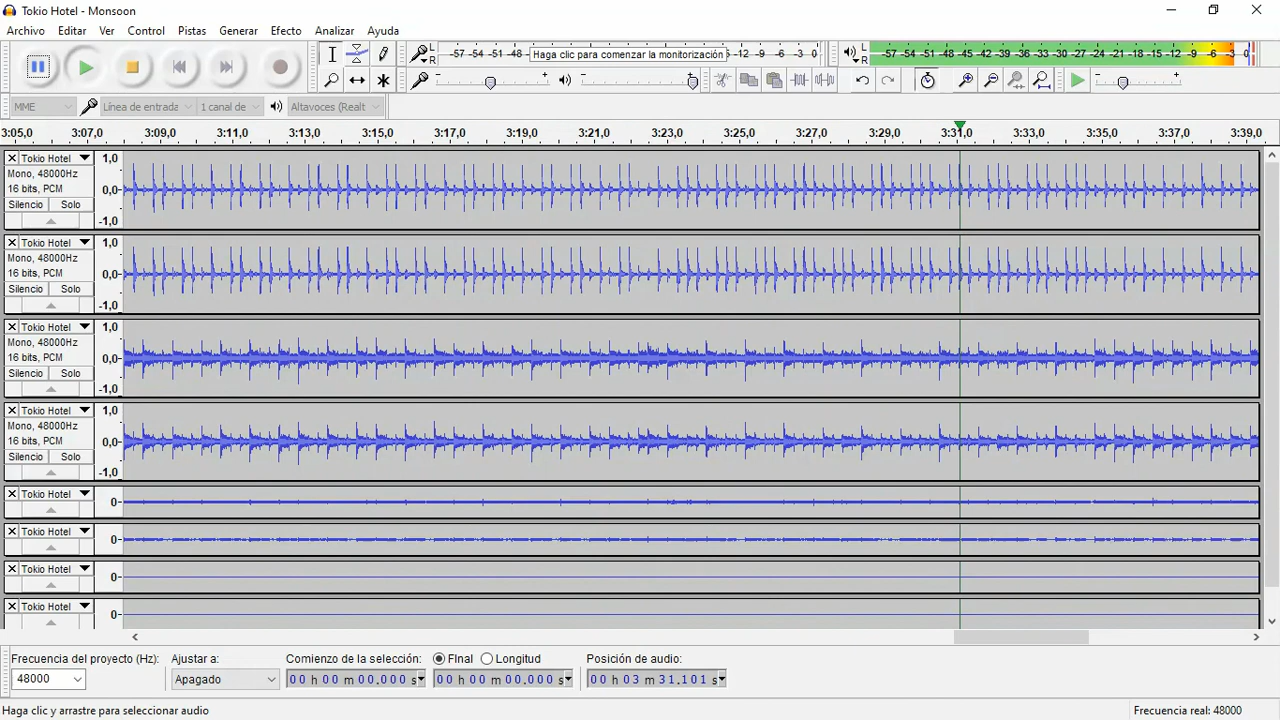 Tokio Hotel - Monsoon
Archivo Editar Ver Control Pistas Generar Efecto Analizar Ayuda
L R -57 -54 -51 -48 Haga clic para comenzar la monitorización -12 -9 -6 -3 0
L R -57 -54 -51 -48 -45 -42 -39 -36 -33 -30 -27 -24 -21 -18 -15 -12 -9 -6 -3 0
- + - + - +
MME Línea de entrada 1 canal de Altavoces (Realt
3:05,0 3:07,0 3:09,0 3:11,0 3:13,0 3:15,0 3:17,0 3:19,0 3:21,0 3:23,0 3:25,0 3:27,0 3:29,0 3:31,0 3:33,0 3:35,0 3:37,0 3:39,0
Tokio Hotel 1,0
Mono, 48000Hz
16 bits, PCM 0,0-
Silencio Solo
-1,0
Tokio Hotel 1,0
Mono, 48000Hz
16 bits, PCM 0,0-
Silencio Solo
-1,0
Tokio Hotel 1,0
Mono, 48000Hz
16 bits, PCM 0,0-
Silencio Solo
-1,0
Tokio Hotel 1,0
Mono, 48000Hz
16 bits, PCM 0,0-
Silencio Solo
-1,0
Tokio Hotel 0-
Tokio Hotel 0-
Tokio Hotel 0-
Tokio Hotel 0-
Frecuencia del proyecto (Hz): Ajustar a: Comienzo de la selección: FInal Longitud Posición de audio:
48000 Apagado 00 h 00 m 00.000 s 00 h 00 m 00.000 s 00 h 03 m 31.101 s
Haga clic y arrastre para seleccionar audio Frecuencia real: 48000